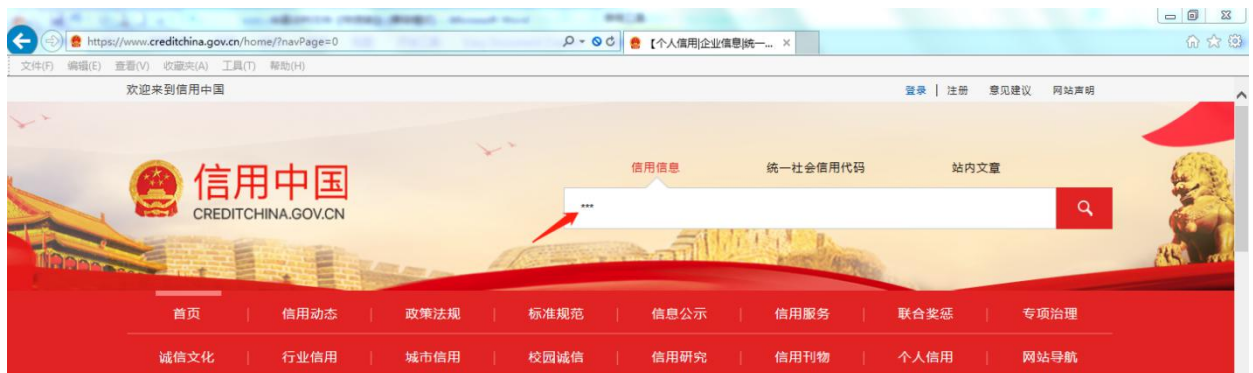 https://www.creditchina.gov.cn/home/?navPage=0
【个人信用|企业信息|统一... ×
文件(F) 编辑(E) 查看(V) 收藏夹(A) 工具(T) 帮助(H)
欢迎来到信用中国
登录 | 注册 意见建议 网站声明
信用信息 统一社会信用代码 站内文章
信用中国
CREDITCHINA.GOV.CN
***
首页 | 信用动态 | 政策法规 | 标准规范 | 信息公示 | 信用服务 | 联合奖惩 | 专项治理
诚信文化 | 行业信用 | 城市信用 | 校园诚信 | 信用研究 | 信用刊物 | 个人信用 | 网站导航